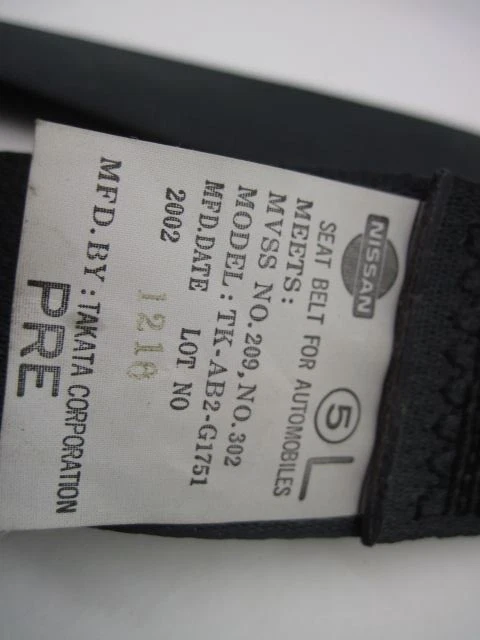 NISSAN
5 L
SEAT BELT FOR AUTOMOBILES
MEETS:
MVSS NO.209,NO.302
MODEL:TK-AB2-G1751
MFD.DATE LOT NO
2002
1218
MFD.BY:TAKATA CORPORATION
PRE